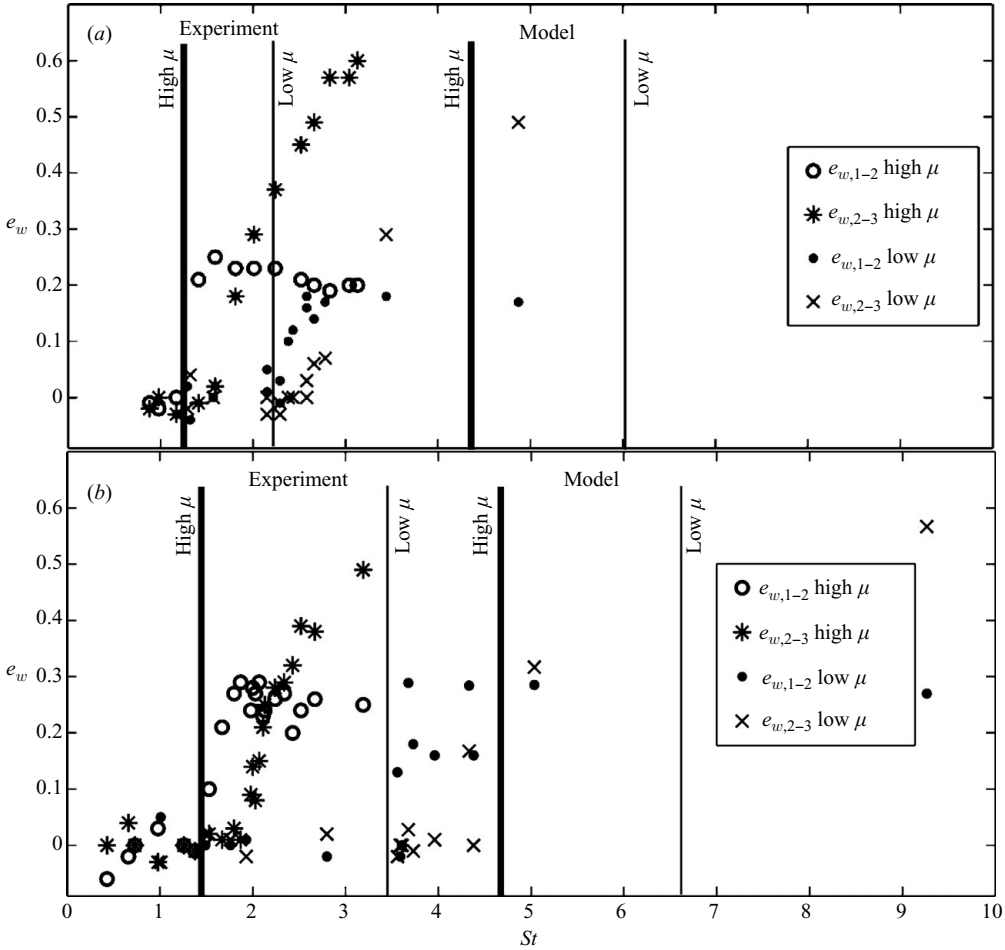 (a)
Experiment
Model
High μ
Low μ
High μ
Low μ
0.6
0.5
0.4
0.3
0.2
0.1
0
e_w
e_{w,1–2} high μ
e_{w,2–3} high μ
e_{w,1–2} low μ
e_{w,2–3} low μ
(b)
Experiment
Model
High μ
Low μ
High μ
Low μ
0.6
0.5
0.4
0.3
0.2
0.1
0
e_w
e_{w,1–2} high μ
e_{w,2–3} high μ
e_{w,1–2} low μ
e_{w,2–3} low μ
0 1 2 3 4 5 6 7 8 9 10
St